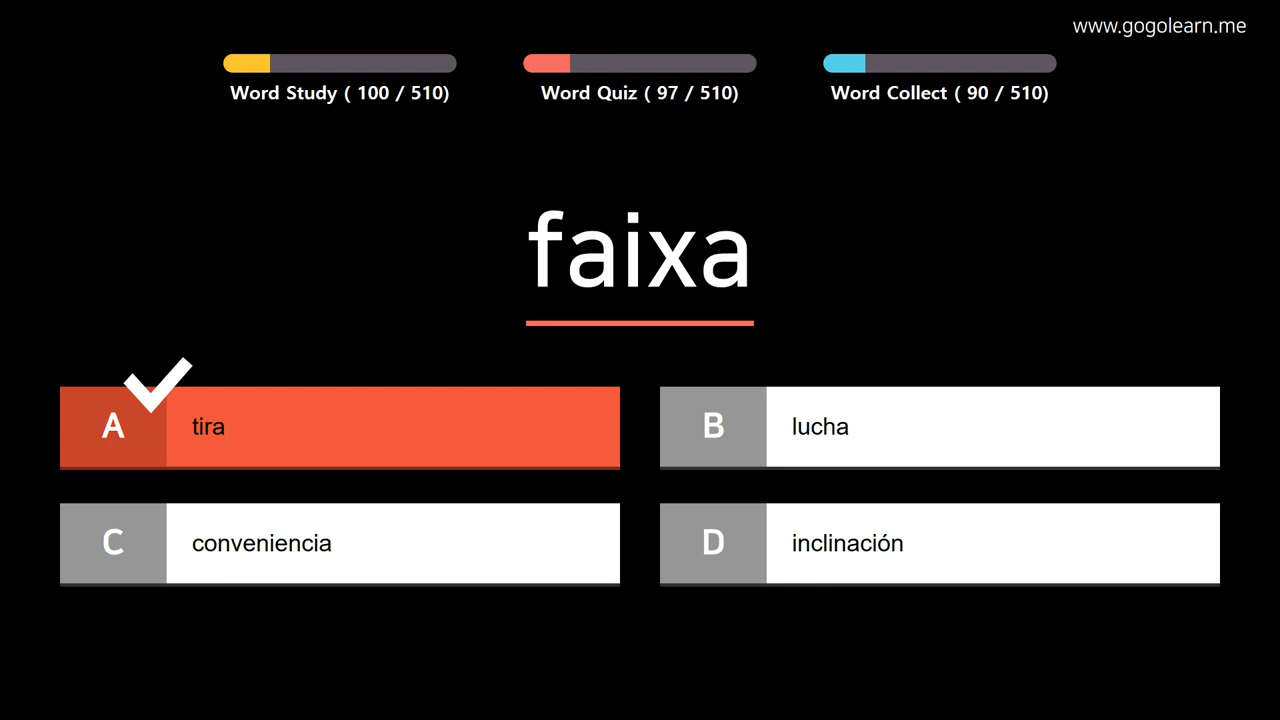 www.gogolearn.me
Word Study ( 100 / 510)
Word Quiz ( 97 / 510)
Word Collect ( 90 / 510)
faixa
A tira
B lucha
C conveniencia
D inclinación